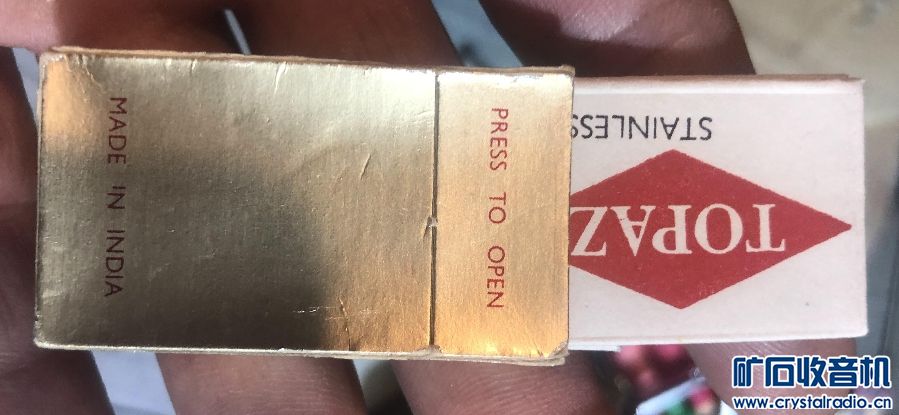 MADE IN INDIA
PRESS TO OPEN
STAINLESS
TOPAZ
矿石收音机
www.crystalradio.cn